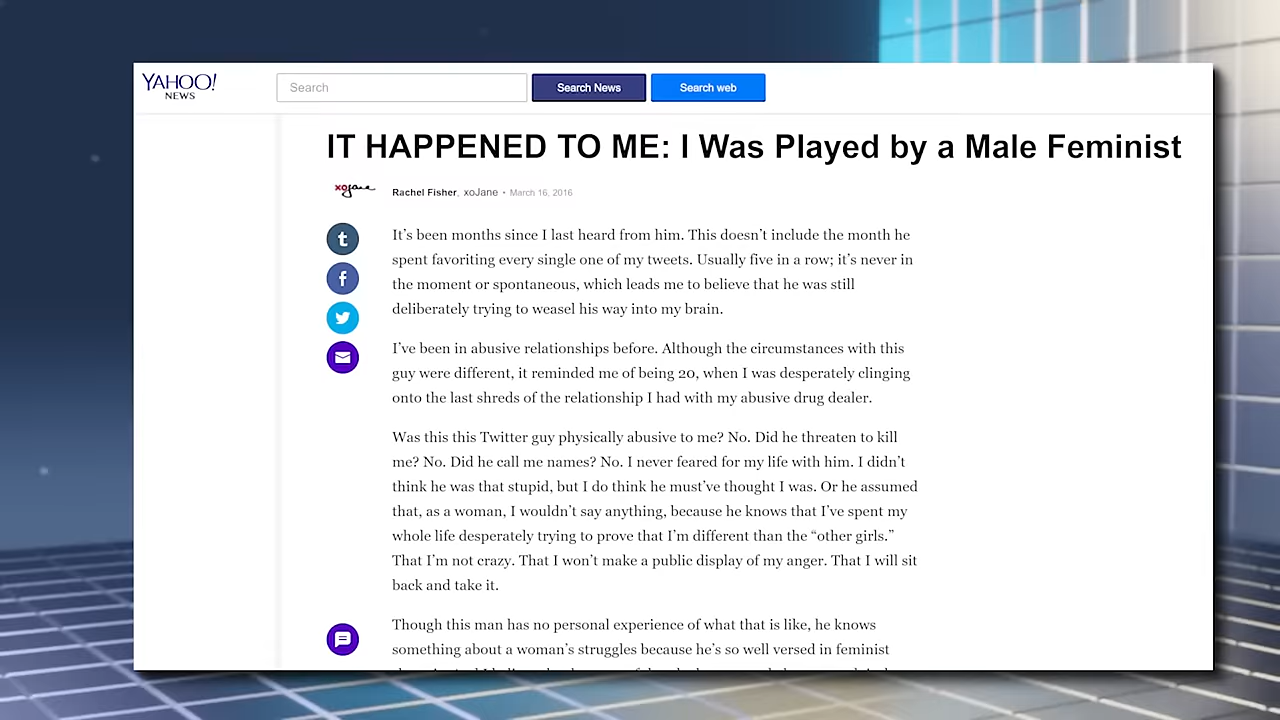 YAHOO!
NEWS
Search
Search News
Search web
IT HAPPENED TO ME: I Was Played by a Male Feminist
xojane
Rachel Fisher, xoJane • March 16, 2016
It's been months since I last heard from him. This doesn't include the month he
spent favoriting every single one of my tweets. Usually five in a row; it's never in
the moment or spontaneous, which leads me to believe that he was still
deliberately trying to weasel his way into my brain.
I've been in abusive relationships before. Although the circumstances with this
guy were different, it reminded me of being 20, when I was desperately clinging
onto the last shreds of the relationship I had with my abusive drug dealer.
Was this this Twitter guy physically abusive to me? No. Did he threaten to kill
me? No. Did he call me names? No. I never feared for my life with him. I didn't
think he was that stupid, but I do think he must've thought I was. Or he assumed
that, as a woman, I wouldn't say anything, because he knows that I've spent my
whole life desperately trying to prove that I'm different than the “other girls.”
That I'm not crazy. That I won't make a public display of my anger. That I will sit
back and take it.
Though this man has no personal experience of what that is like, he knows
something about a woman's struggles because he's so well versed in feminist